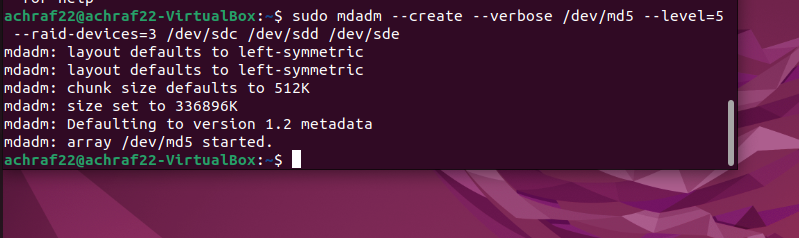 for help
achraf22@achraf22-VirtualBox:~$ sudo mdadm --create --verbose /dev/md5 --level=5
--raid-devices=3 /dev/sdc /dev/sdd /dev/sde
mdadm: layout defaults to left-symmetric
mdadm: layout defaults to left-symmetric
mdadm: chunk size defaults to 512K
mdadm: size set to 336896K
mdadm: Defaulting to version 1.2 metadata
mdadm: array /dev/md5 started.
achraf22@achraf22-VirtualBox:~$